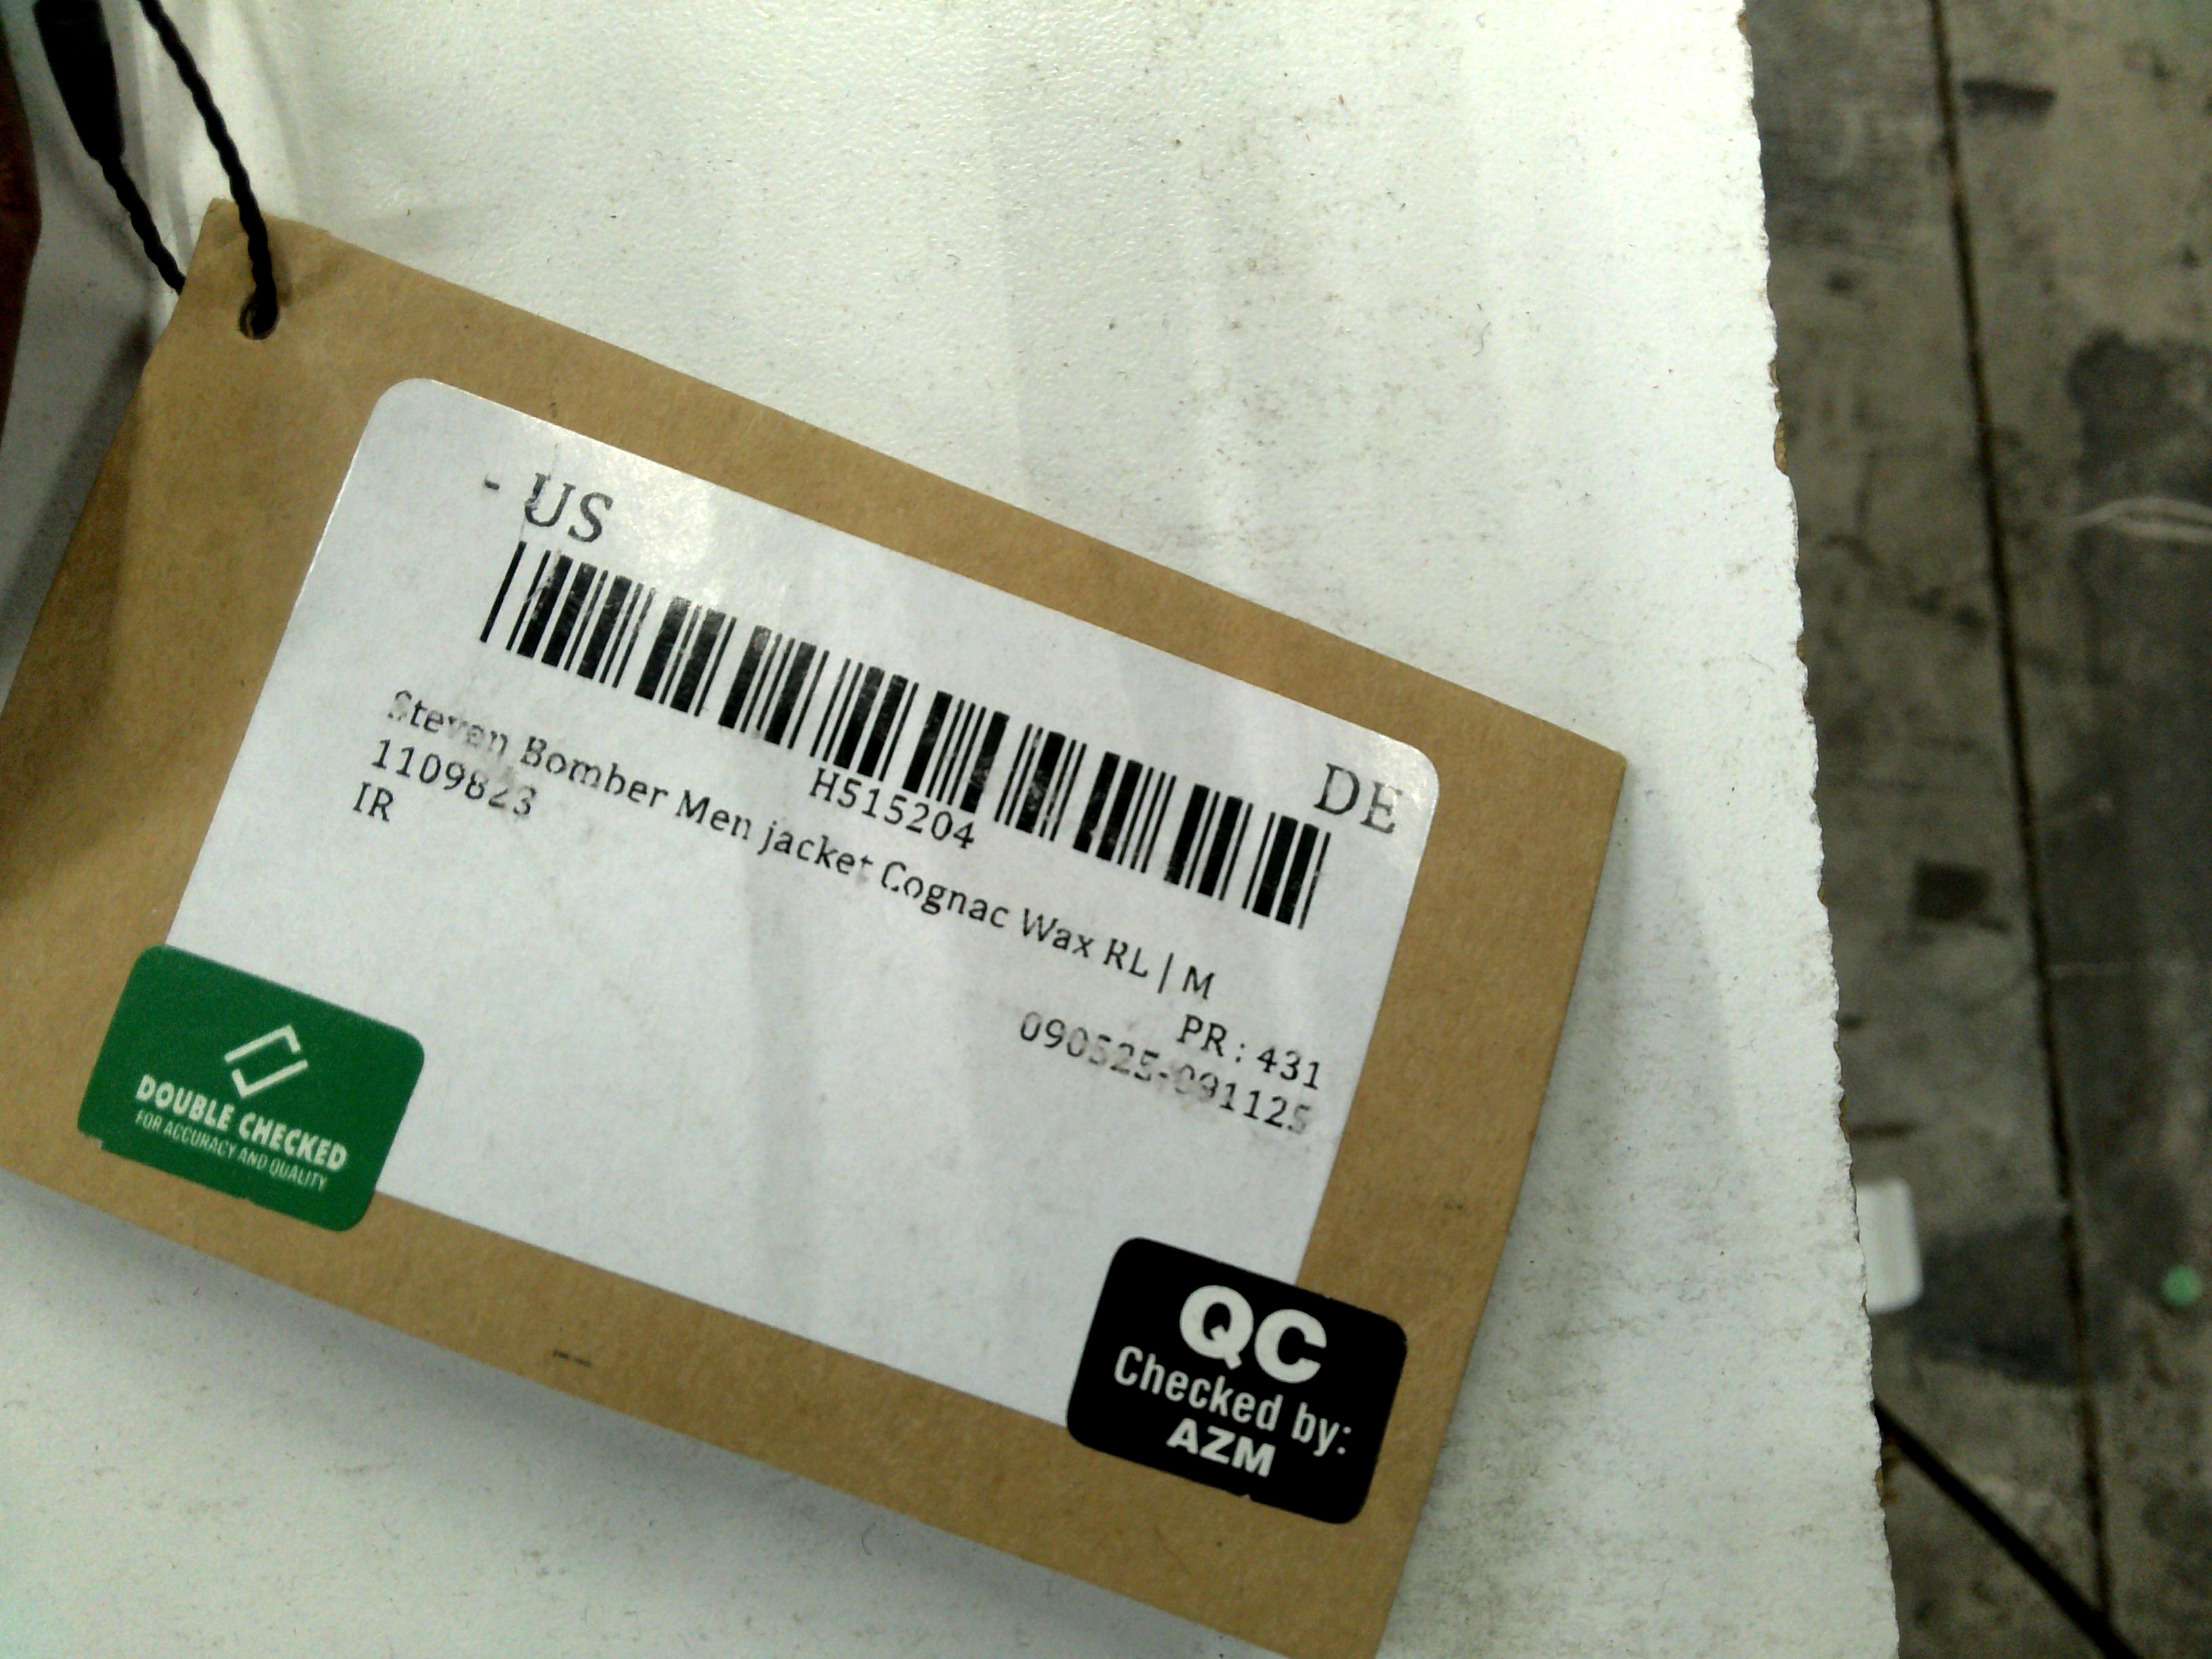 - US
DE
H515204
Steven Bomber Men jacket Cognac Wax RL | M
1109823
IR
PR : 431
090525-091125
DOUBLE CHECKED
FOR ACCURACY AND QUALITY
QC
Checked by:
AZM